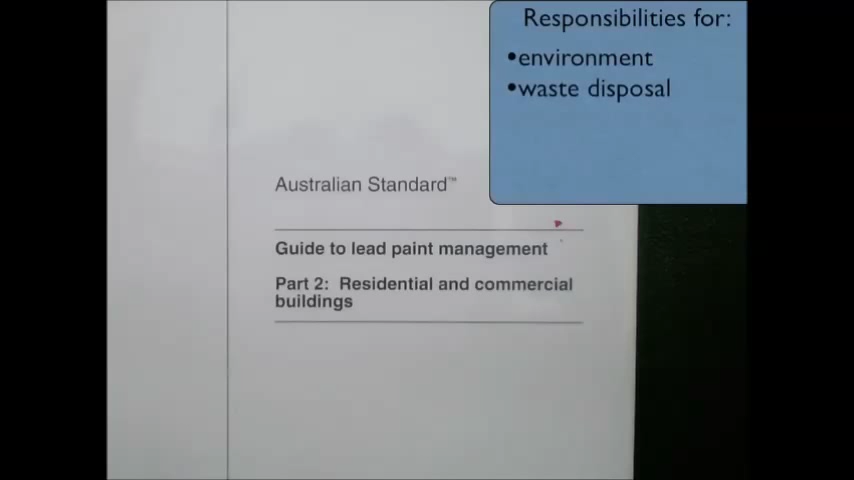 Responsibilities for:
•environment
•waste disposal
Australian Standard™
Guide to lead paint management
Part 2: Residential and commercial
buildings